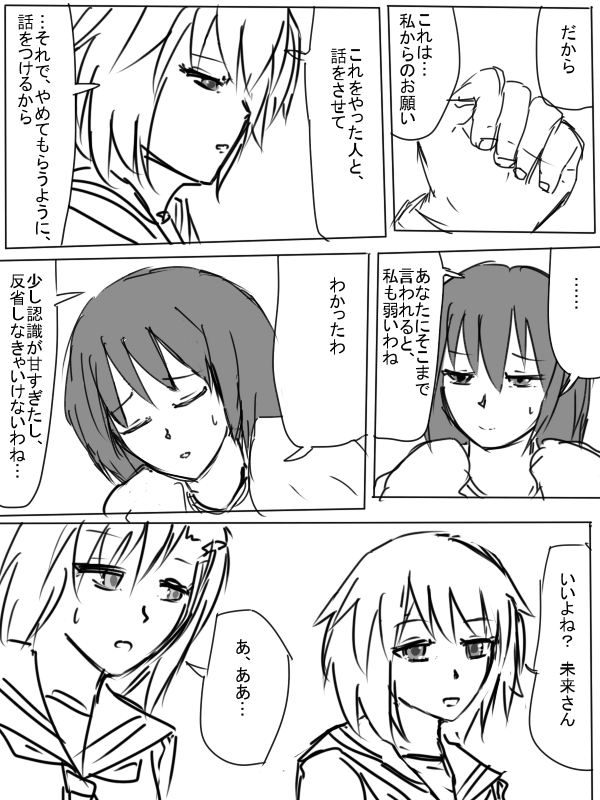 だから
これは…
私からのお願い
これをやった人と、
話をさせて
…それで、やめてもらうように、
話をつけるから
……
あなたにそこまで
言われると、
私も弱いわね
わかったわ
少し認識が甘すぎたし、
反省しなきゃいけないわね…
いいよね？　未来さん
あ、ああ…